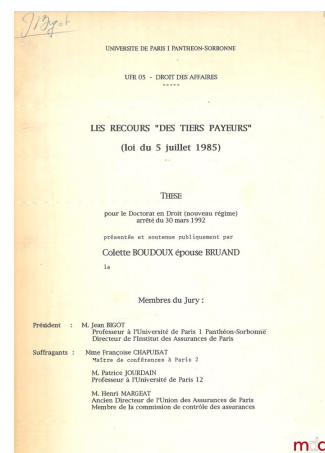 J Bigot
UNIVERSITE DE PARIS I PANTHEON-SORBONNE
UFR 05 - DROIT DES AFFAIRES
-----
LES RECOURS "DES TIERS PAYEURS"
(loi du 5 juillet 1985)
THESE
pour le Doctorat en Droit (nouveau régime)
arrêté du 30 mars 1992
présentée et soutenue publiquement par
Colette BOUDOUX épouse BRUAND
le
Membres du Jury :
Président : M. Jean BIGOT
Professeur à l'Université de Paris 1 Panthéon-Sorbonne
Directeur de l'Institut des Assurances de Paris
Suffragants : Mme Françoise CHAPUISAT
Maître de conférences à Paris 2
M. Patrice JOURDAIN
Professeur à l'Université de Paris 12
M. Henri MARGEAT
Ancien Directeur de l'Union des Assurances de Paris
Membre de la commission de contrôle des assurances
mdc